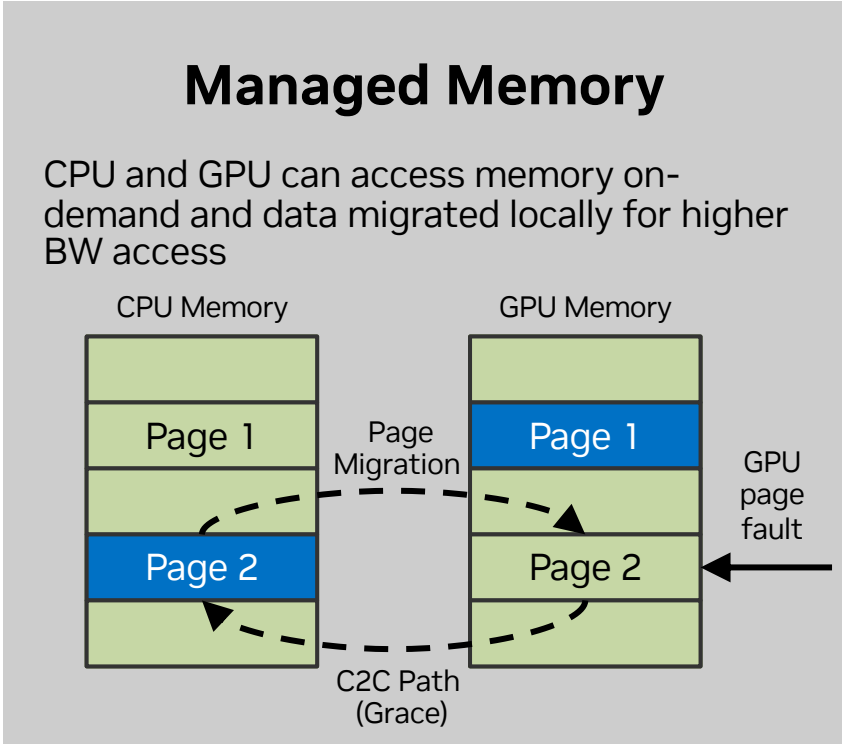 Managed Memory
CPU and GPU can access memory on-
demand and data migrated locally for higher
BW access
CPU Memory
GPU Memory
Page 1
Page
Migration
Page 1
GPU
page
fault
Page 2
Page 2
C2C Path
(Grace)